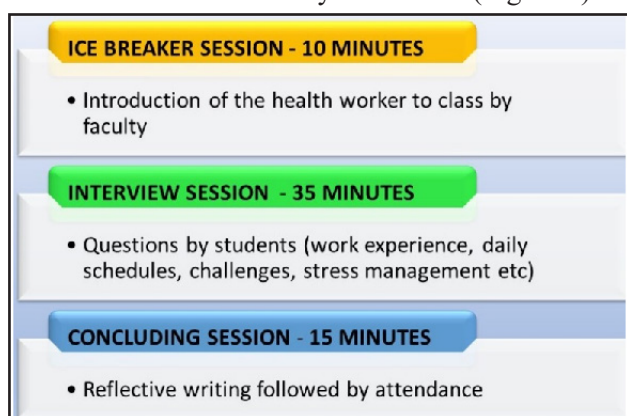 ICE BREAKER SESSION - 10 MINUTES
• Introduction of the health worker to class by
faculty
INTERVIEW SESSION - 35 MINUTES
• Questions by students (work experience, daily
schedules, challenges, stress management etc)
CONCLUDING SESSION - 15 MINUTES
• Reflective writing followed by attendance